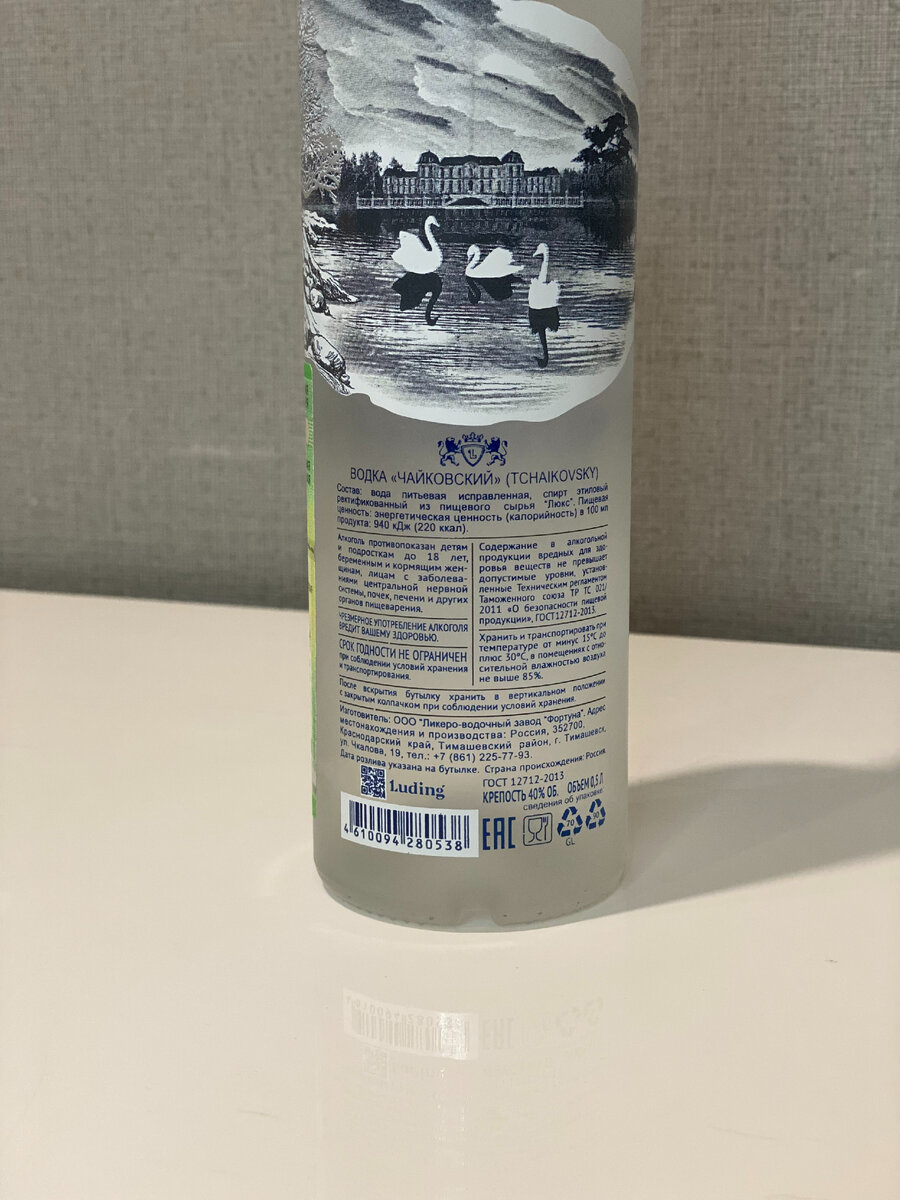 1L
ВОДКА «ЧАЙКОВСКИЙ» (TCHAIKOVSKY)
Состав: вода питьевая исправленная, спирт этиловый
ректификованный из пищевого сырья "Люкс". Пищевая
ценность: энергетическая ценность (калорийность) в 100 мл
продукта: 940 кДж (220 ккал).
Алкоголь противопоказан детям
и подросткам до 18 лет,
беременным и кормящим жен-
щинам, лицам с заболева-
ниями центральной нервной
системы, почек, печени и других
органов пищеварения.
ЧРЕЗМЕРНОЕ УПОТРЕБЛЕНИЕ АЛКОГОЛЯ
ВРЕДИТ ВАШЕМУ ЗДОРОВЬЮ.
СРОК ГОДНОСТИ НЕ ОГРАНИЧЕН
при соблюдении условий хранения
и транспортирования.
Содержание в алкогольной
продукции вредных для здо-
ровья веществ не превышает
допустимые уровни, установ-
ленные Техническим регламентом
Таможенного союза ТР ТС 021/
2011 «О безопасности пищевой
продукции», ГОСТ12712-2013.
Хранить и транспортировать при
температуре от минус 15°С до
плюс 30°С, в помещениях с отно-
сительной влажностью воздуха
не выше 85%.
После вскрытия бутылку хранить в вертикальном положении
с закрытым колпачком при соблюдении условий хранения.
Изготовитель: ООО "Ликеро-водочный завод "Фортуна". Адрес
местонахождения и производства: Россия, 352700,
Краснодарский край, Тимашевский район, г. Тимашевск,
ул. Чкалова, 19, тел.: +7 (861) 225-77-93.
Дата розлива указана на бутылке. Страна происхождения: Россия.
Luding
ГОСТ 12712-2013
КРЕПОСТЬ 40% ОБ. ОБЪЕМ 0,5 Л
сведения об упаковке
4 610094 280538
EAC
70
GL
90